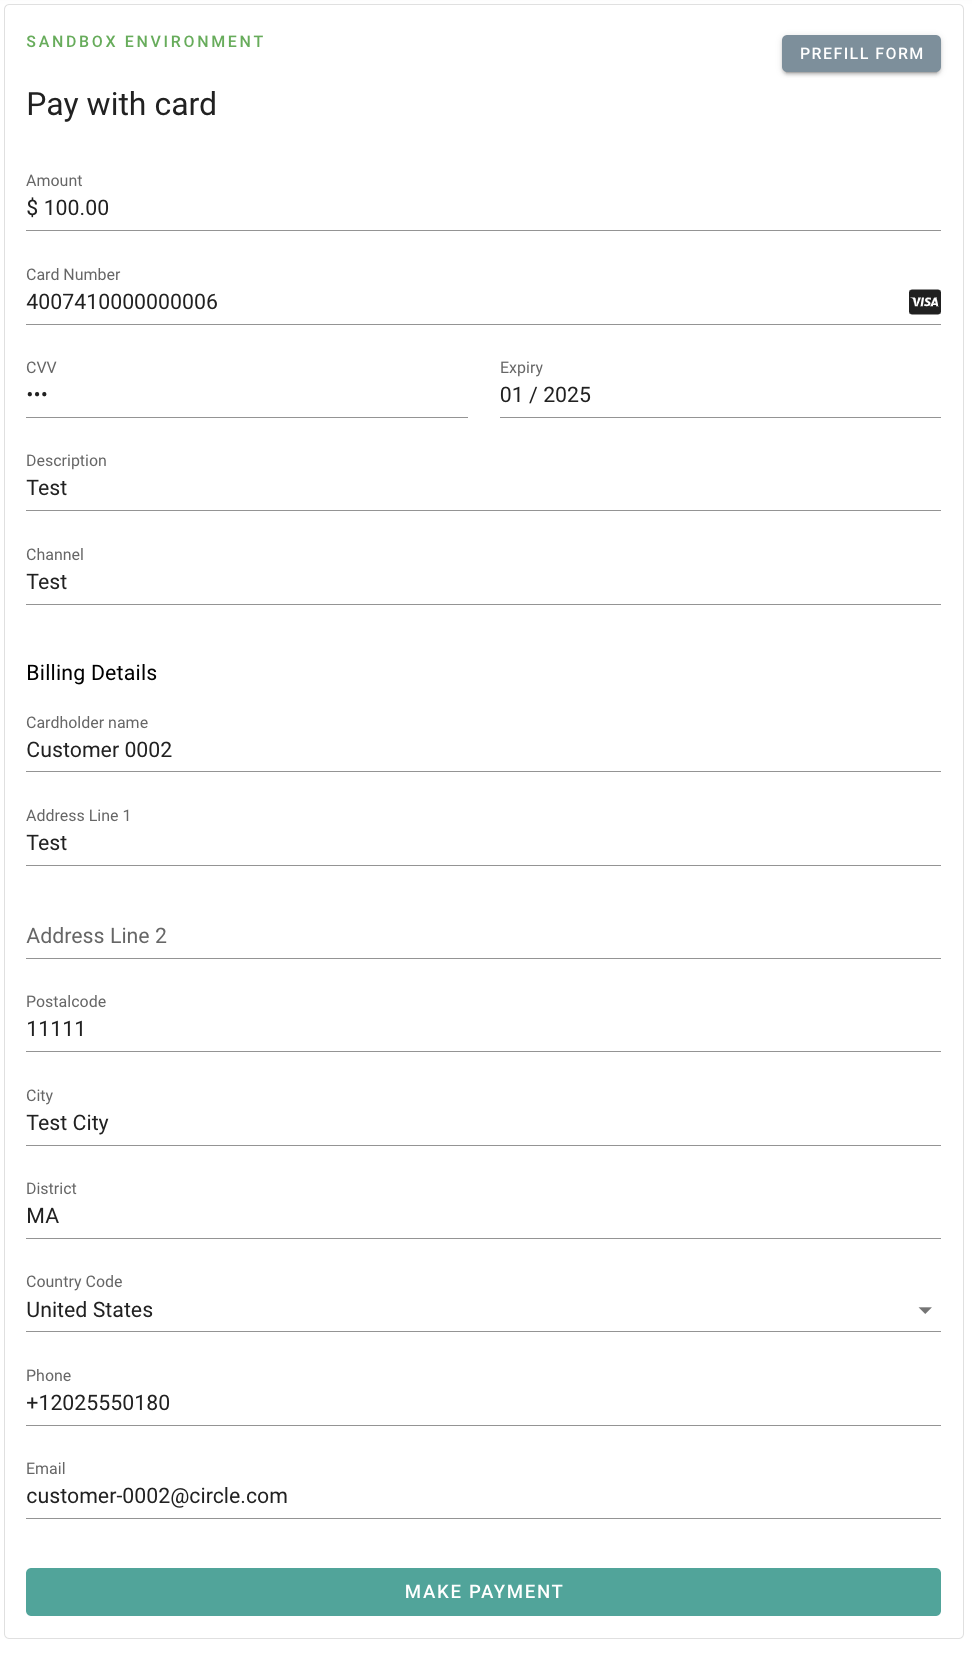 SANDBOX ENVIRONMENT
PREFILL FORM
Pay with card
Amount
$ 100.00
Card Number
4007410000000006
VISA
CVV
•••
Expiry
01 / 2025
Description
Test
Channel
Test
Billing Details
Cardholder name
Customer 0002
Address Line 1
Test
Address Line 2
Postalcode
11111
City
Test City
District
MA
Country Code
United States
Phone
+12025550180
Email
customer-0002@circle.com
MAKE PAYMENT